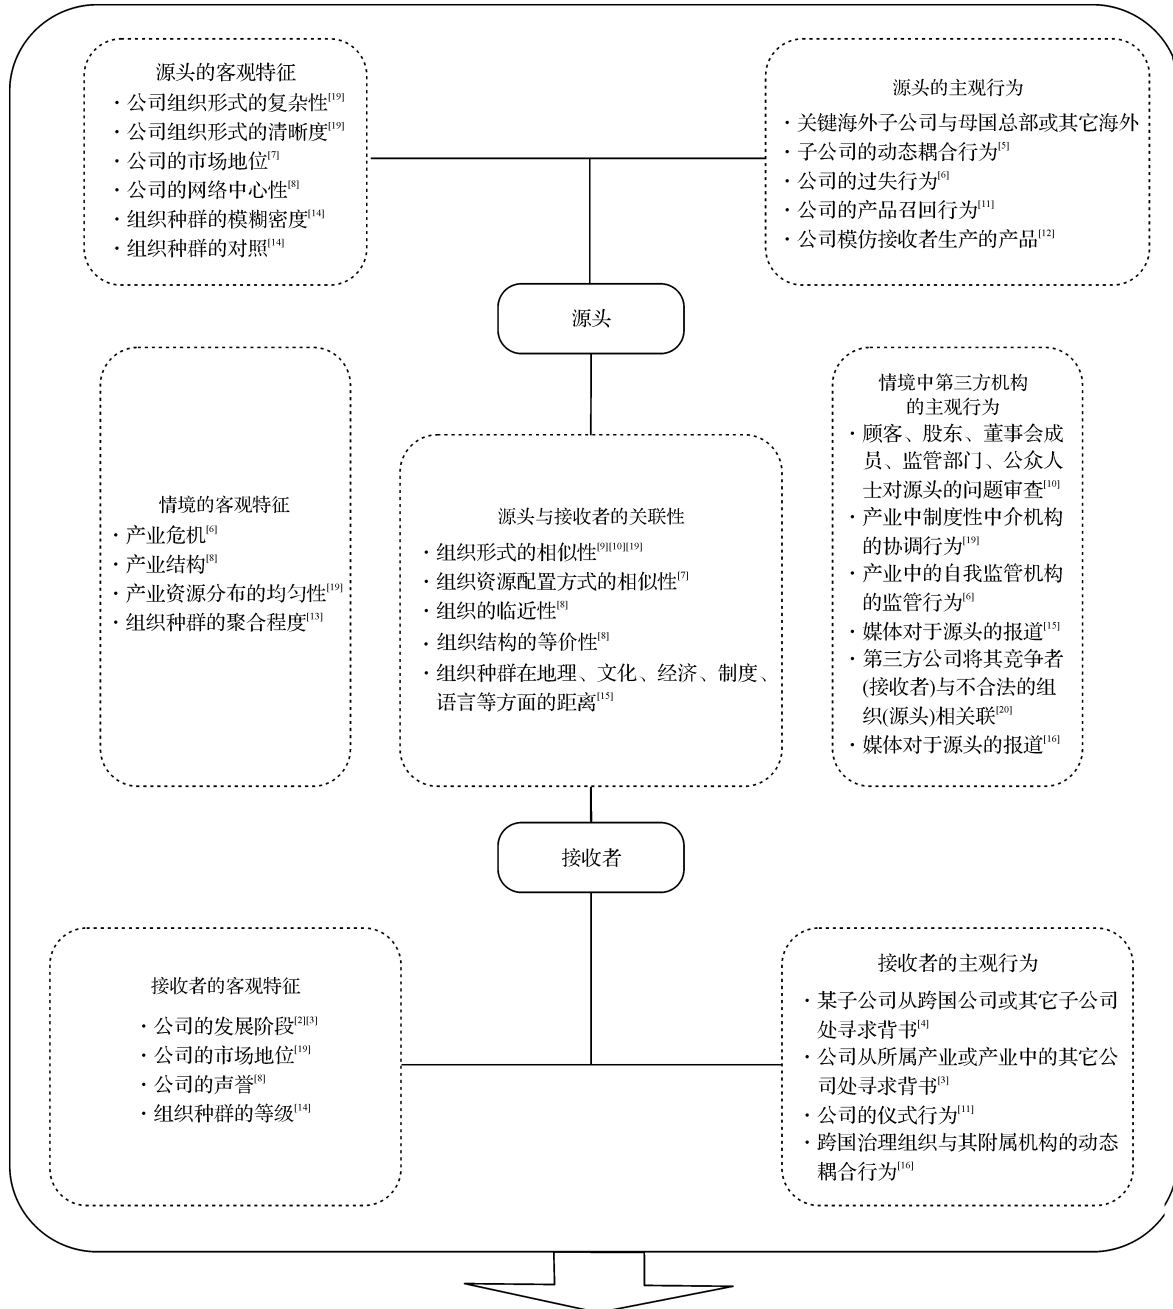 源头的客观特征
·公司组织形式的复杂性[19]
·公司组织形式的清晰度[19]
·公司的市场地位[7]
·公司的网络中心性[8]
·组织种群的模糊密度[14]
·组织种群的对照[14]
源头的主观行为
·关键海外子公司与母国总部或其它海外
·子公司的动态耦合行为[5]
·公司的过失行为[6]
·公司的产品召回行为[11]
·公司模仿接收者生产的产品[12]
源头
情境的客观特征
·产业危机[6]
·产业结构[8]
·产业资源分布的均匀性[19]
·组织种群的聚合程度[13]
源头与接收者的关联性
·组织形式的相似性[9][10][19]
·组织资源配置方式的相似性[7]
·组织的临近性[8]
·组织结构的等价性[8]
·组织种群在地理、文化、经济、制度、
语言等方面的距离[15]
情境中第三方机构
的主观行为
·顾客、股东、董事会成
员、监管部门、公众人
士对源头的问题审查[10]
·产业中制度性中介机构
的协调行为[19]
·产业中的自我监管机构
的监管行为[6]
·媒体对于源头的报道[15]
·第三方公司将其竞争者
(接收者)与不合法的组
织(源头)相关联[20]
·媒体对于源头的报道[16]
接收者
接收者的客观特征
·公司的发展阶段[2][3]
·公司的市场地位[19]
·公司的声誉[8]
·组织种群的等级[14]
接收者的主观行为
·某子公司从跨国公司或其它子公司
处寻求背书[4]
·公司从所属产业或产业中的其它公
司处寻求背书[3]
·公司的仪式行为[11]
·跨国治理组织与其附属机构的动态
耦合行为[16]